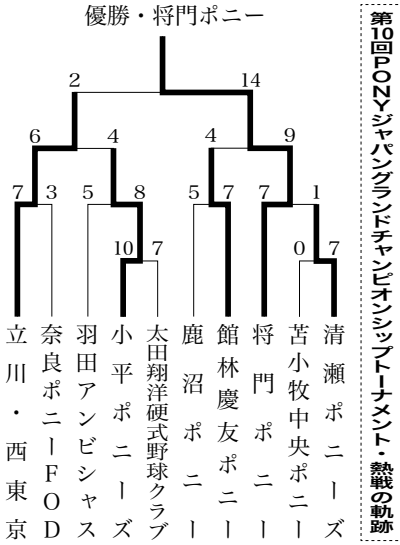 第10回PONYジャパングランドチャンピオンシップトーナメント・熱戦の軌跡
優勝・将門ポニー
2 14
6 4 4 9
7 3 5 8 5 7 7 1
10 7 0 7
立川・西東京
奈良ポニーFOD
羽田アンビシャス
小平ポニーズ
太田翔洋硬式野球クラブ
鹿沼ポニー
館林慶友ポニー
将門ポニー
苫小牧中央ポニー
清瀬ポニーズ